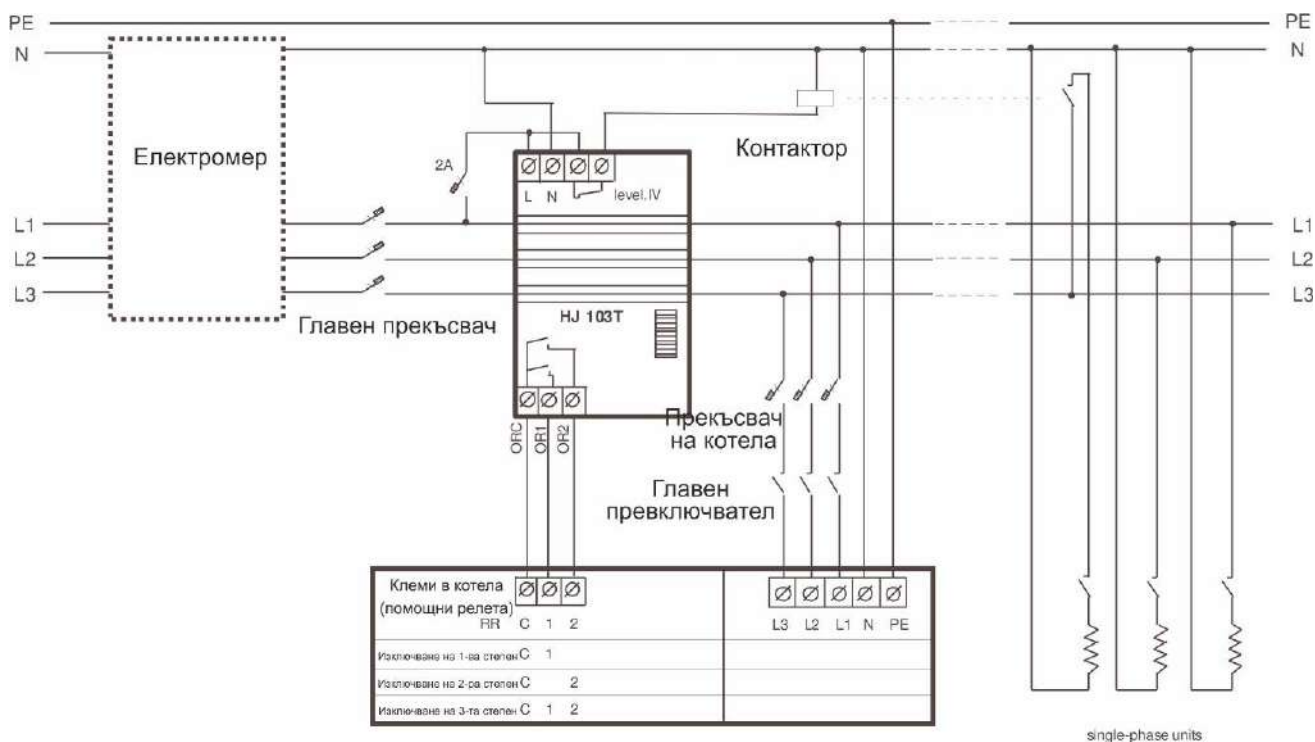 PE PE
N N
Електромер
Контактор
2A
L N level.IV
L1 L1
L2 L2
L3 L3
Главен прекъсвач
HJ 103T
Прекъсвач
на котела
ORC OR1 OR2
Главен
превключвател
Клеми в котела
(помощни релета)
RR C 1 2
L3 L2 L1 N PE
Изключване на 1-ва степен C 1
Изключване на 2-ра степен C 2
Изключване на 3-та степен C 1 2
single-phase units